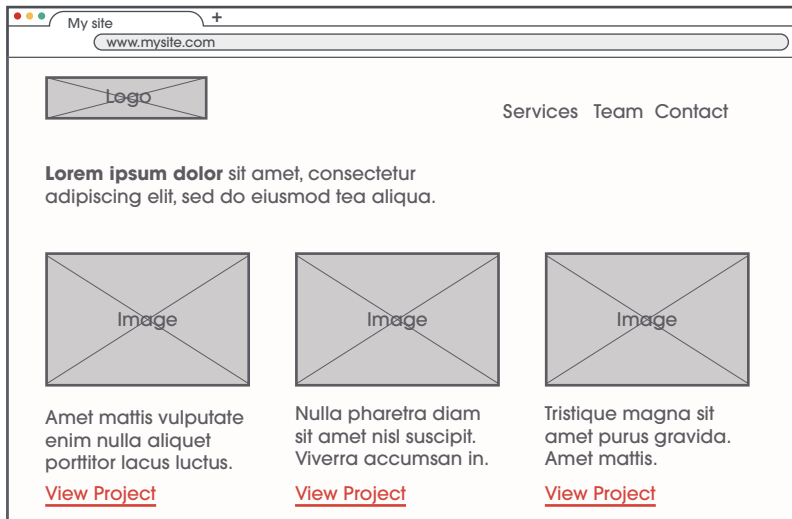 My site
+
www.mysite.com
Logo
Services Team Contact
Lorem ipsum dolor sit amet, consectetur
adipiscing elit, sed do eiusmod tea aliqua.
Image
Image
Image
Amet mattis vulputate
enim nulla aliquet
porttitor lacus luctus.
View Project
Nulla pharetra diam
sit amet nisl suscipit.
Viverra accumsan in.
View Project
Tristique magna sit
amet purus gravida.
Amet mattis.
View Project